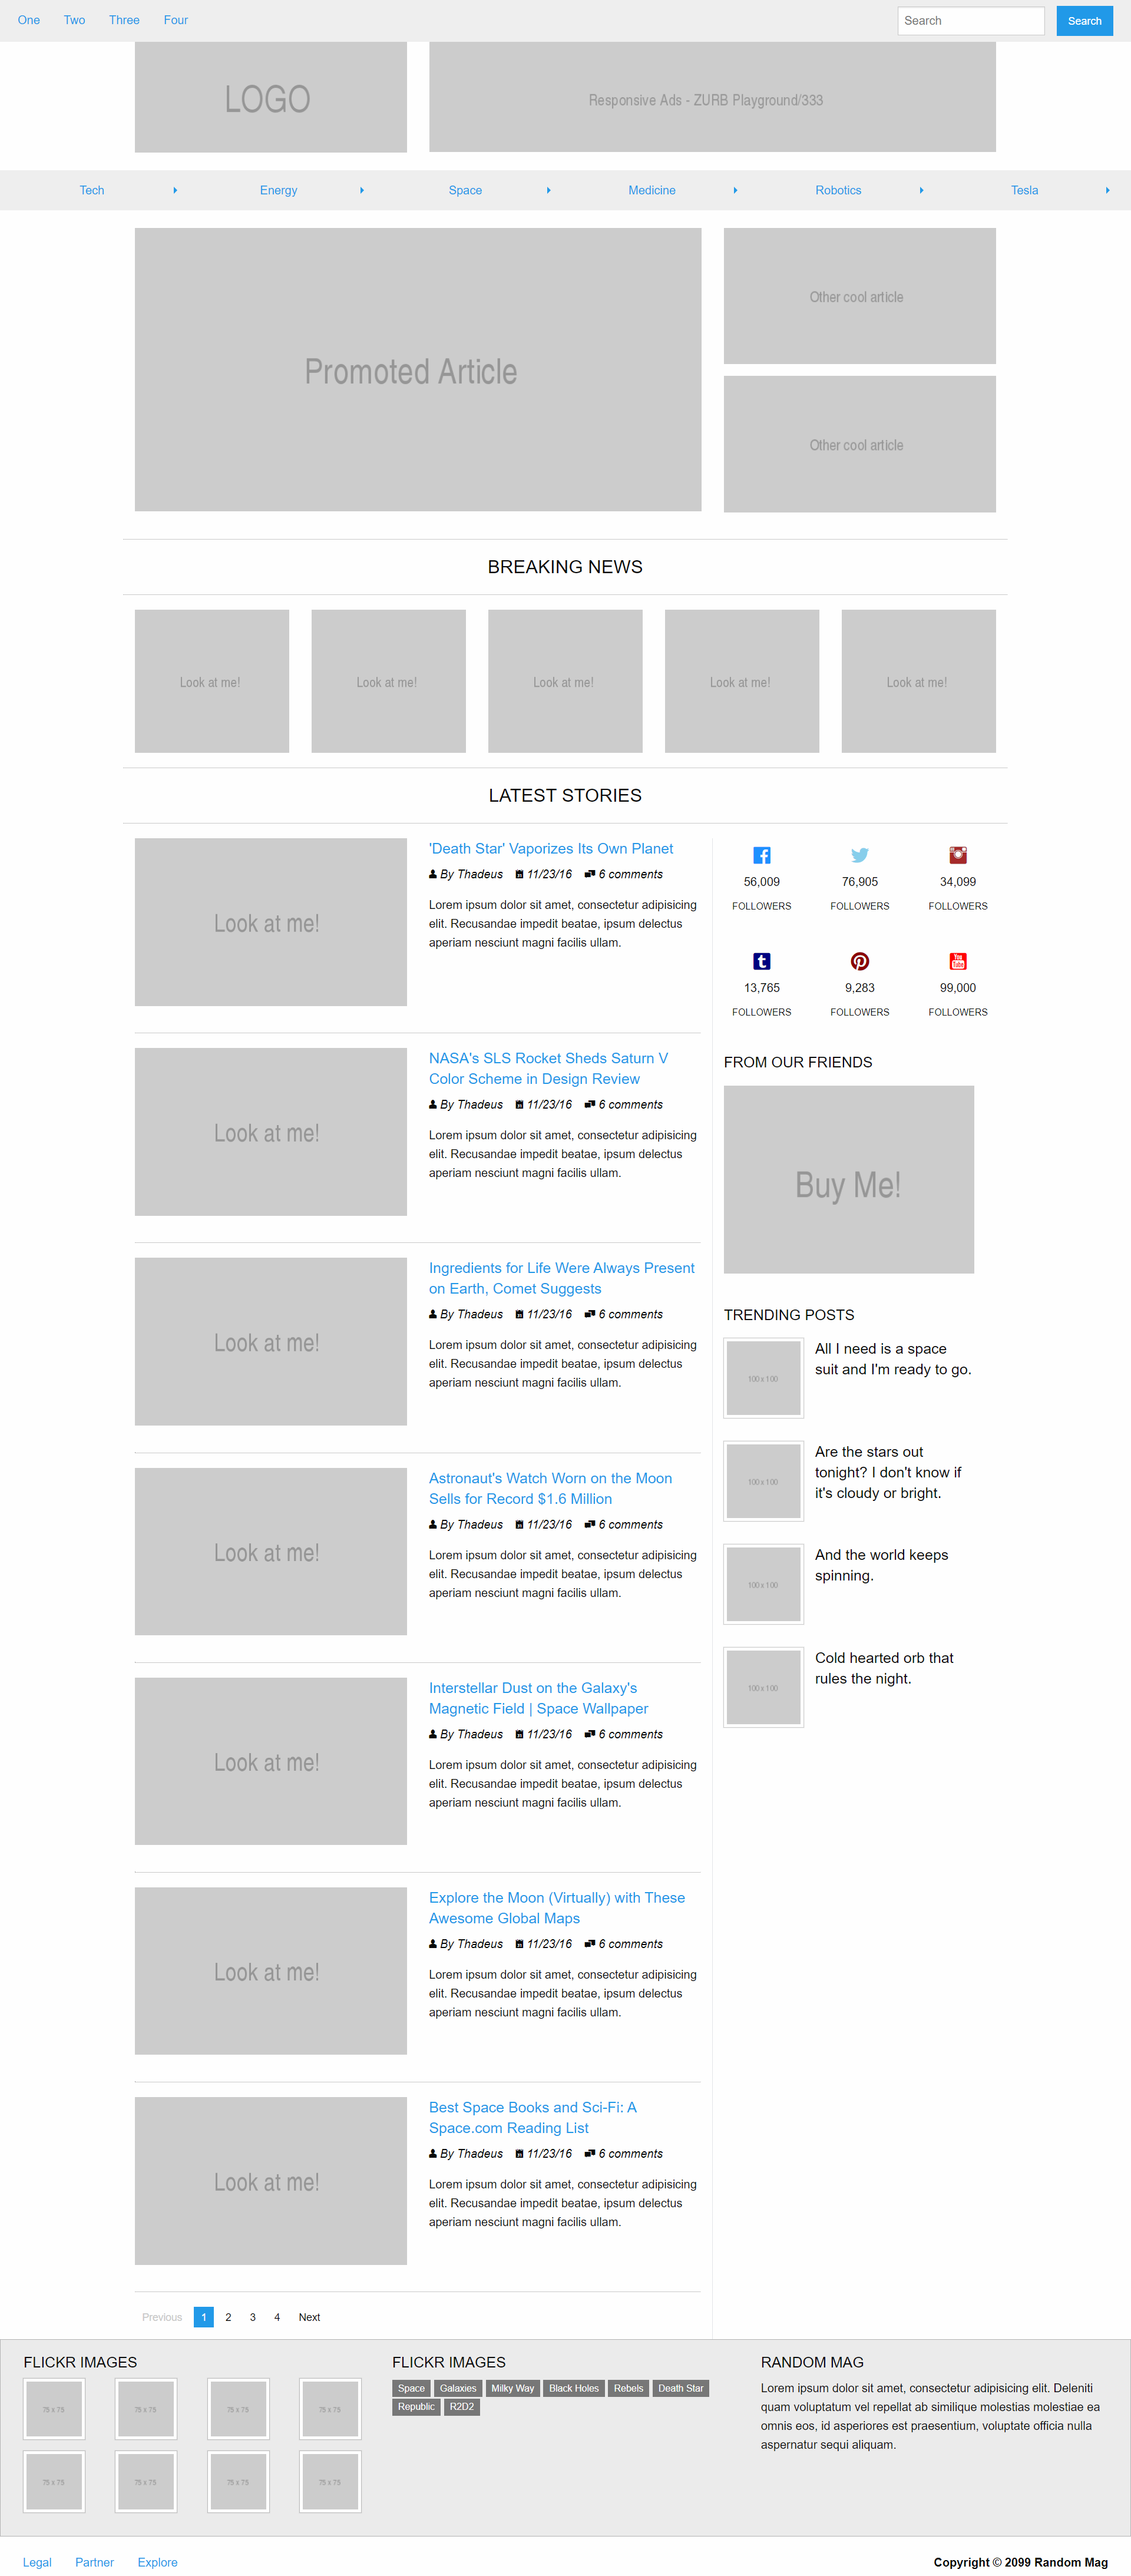 One Two Three Four Search Search
LOGO
Responsive Ads - ZURB Playground/333
Tech Energy Space Medicine Robotics Tesla
Promoted Article
Other cool article
Other cool article
BREAKING NEWS
Look at me! Look at me! Look at me! Look at me! Look at me!
LATEST STORIES
Look at me!
'Death Star' Vaporizes Its Own Planet
By Thadeus 11/23/16 6 comments
Lorem ipsum dolor sit amet, consectetur adipisicing
elit. Recusandae impedit beatae, ipsum delectus
aperiam nesciunt magni facilis ullam.
Look at me!
NASA's SLS Rocket Sheds Saturn V
Color Scheme in Design Review
By Thadeus 11/23/16 6 comments
Lorem ipsum dolor sit amet, consectetur adipisicing
elit. Recusandae impedit beatae, ipsum delectus
aperiam nesciunt magni facilis ullam.
Look at me!
Ingredients for Life Were Always Present
on Earth, Comet Suggests
By Thadeus 11/23/16 6 comments
Lorem ipsum dolor sit amet, consectetur adipisicing
elit. Recusandae impedit beatae, ipsum delectus
aperiam nesciunt magni facilis ullam.
Look at me!
Astronaut's Watch Worn on the Moon
Sells for Record $1.6 Million
By Thadeus 11/23/16 6 comments
Lorem ipsum dolor sit amet, consectetur adipisicing
elit. Recusandae impedit beatae, ipsum delectus
aperiam nesciunt magni facilis ullam.
Look at me!
Interstellar Dust on the Galaxy's
Magnetic Field | Space Wallpaper
By Thadeus 11/23/16 6 comments
Lorem ipsum dolor sit amet, consectetur adipisicing
elit. Recusandae impedit beatae, ipsum delectus
aperiam nesciunt magni facilis ullam.
Look at me!
Explore the Moon (Virtually) with These
Awesome Global Maps
By Thadeus 11/23/16 6 comments
Lorem ipsum dolor sit amet, consectetur adipisicing
elit. Recusandae impedit beatae, ipsum delectus
aperiam nesciunt magni facilis ullam.
Look at me!
Best Space Books and Sci-Fi: A
Space.com Reading List
By Thadeus 11/23/16 6 comments
Lorem ipsum dolor sit amet, consectetur adipisicing
elit. Recusandae impedit beatae, ipsum delectus
aperiam nesciunt magni facilis ullam.
Previous 1 2 3 4 Next
56,009 76,905 34,099
FOLLOWERS FOLLOWERS FOLLOWERS
You
Tube
13,765 9,283 99,000
FOLLOWERS FOLLOWERS FOLLOWERS
FROM OUR FRIENDS
Buy Me!
TRENDING POSTS
100 x 100
All I need is a space
suit and I'm ready to go.
100 x 100
Are the stars out
tonight? I don't know if
it's cloudy or bright.
100 x 100
And the world keeps
spinning.
100 x 100
Cold hearted orb that
rules the night.
FLICKR IMAGES
75 x 75 75 x 75 75 x 75 75 x 75
75 x 75 75 x 75 75 x 75 75 x 75
FLICKR IMAGES
Space Galaxies Milky Way Black Holes Rebels Death Star
Republic R2D2
RANDOM MAG
Lorem ipsum dolor sit amet, consectetur adipisicing elit. Deleniti
quam voluptatum vel repellat ab similique molestias molestiae ea
omnis eos, id asperiores est praesentium, voluptate officia nulla
aspernatur sequi aliquam.
Legal Partner Explore
Copyright © 2099 Random Mag